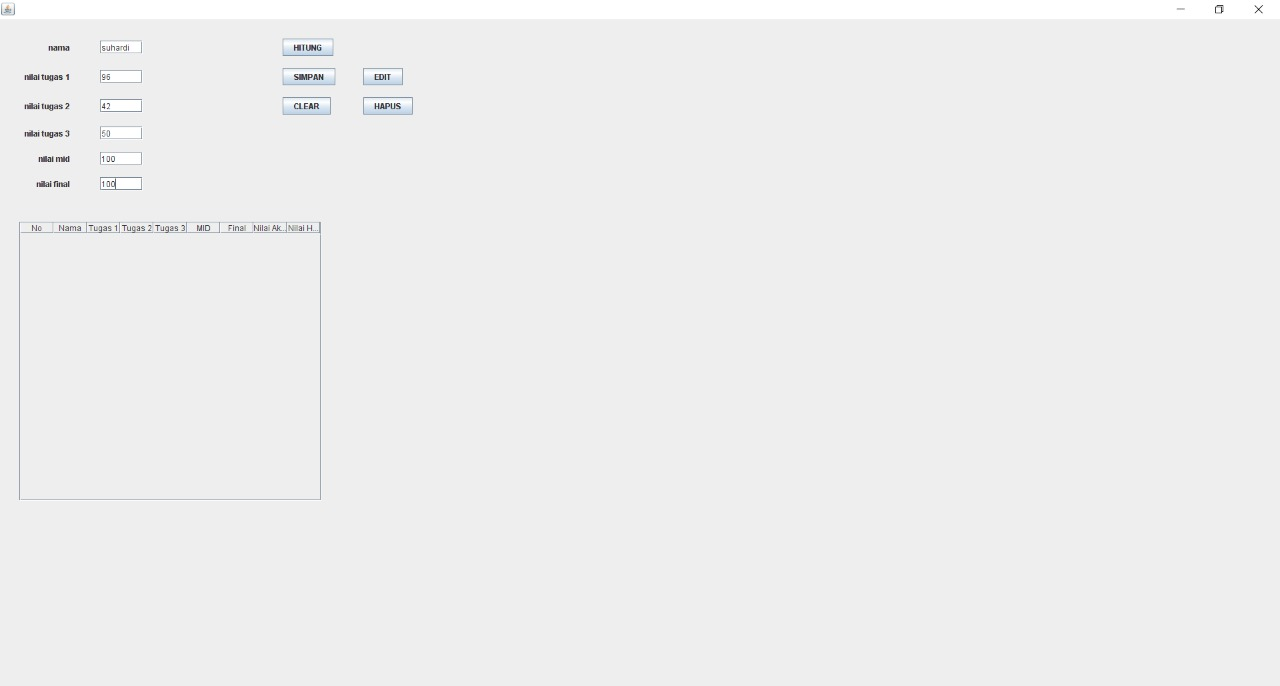 nama suhardi HITUNG
nilai tugas 1 96 SIMPAN EDIT
nilai tugas 2 42 CLEAR HAPUS
nilai tugas 3 50
nilai mid 100
nilai final 100
No Nama Tugas 1 Tugas 2 Tugas 3 MID Final Nilai Ak... Nilai H...